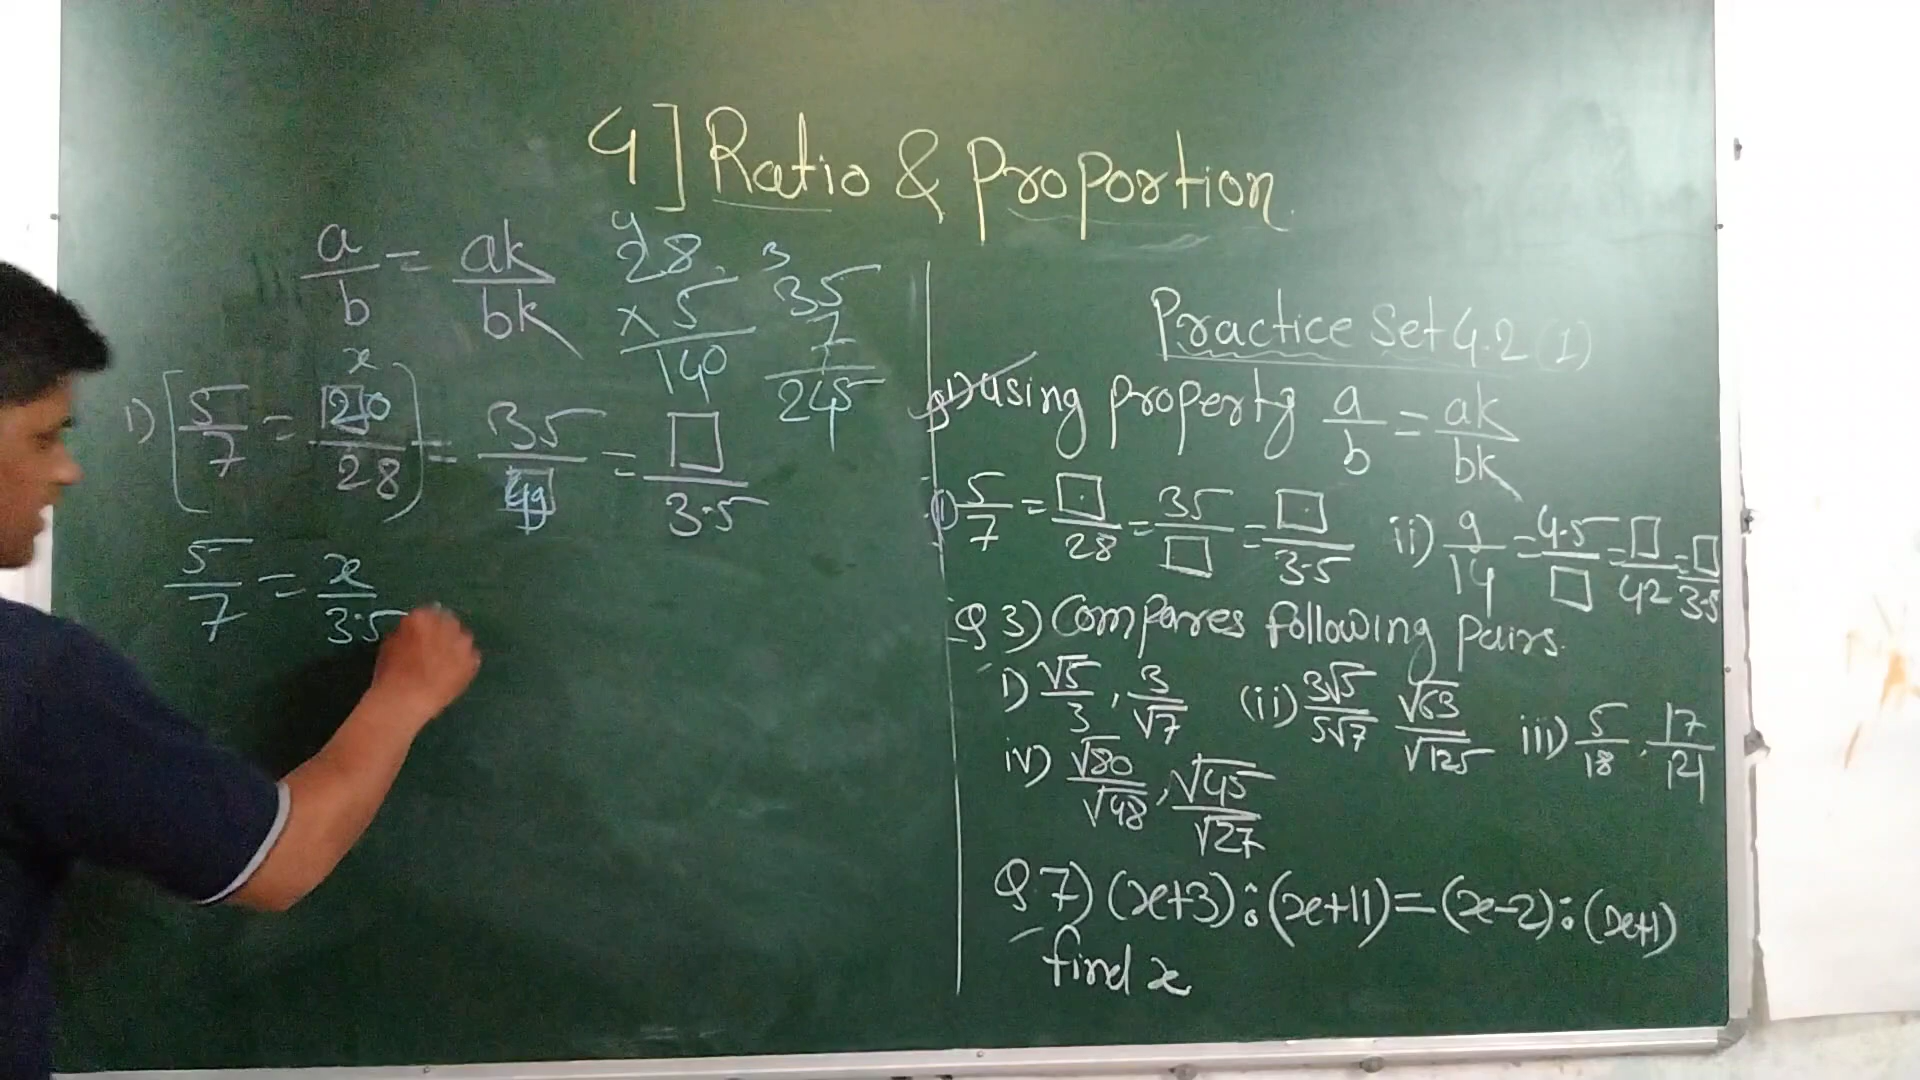 4] Ratio & Proportion
a/b = ak/bk
28 × 5 140
3 35 7 245
x
i) [5/7 = 20/28] = 35/49 = □/3.5
5/7 = x/3.5
Practice Set 4.2 (1)
1) using property a/b = ak/bk
i) 5/7 = □/28 = 35/□ = □/3.5 ii) 9/14 = 4.5/□ = □/42 = □/3.5
Q 3) Compares following pairs.
i) √5/3, 3/√7 (ii) 3√5/5√7 √63/√125 iii) 5/18, 17/121
iv) √80/√48, √45/√27
Q 7) (x+3):(x+11)=(x-2):(x+1)
find x